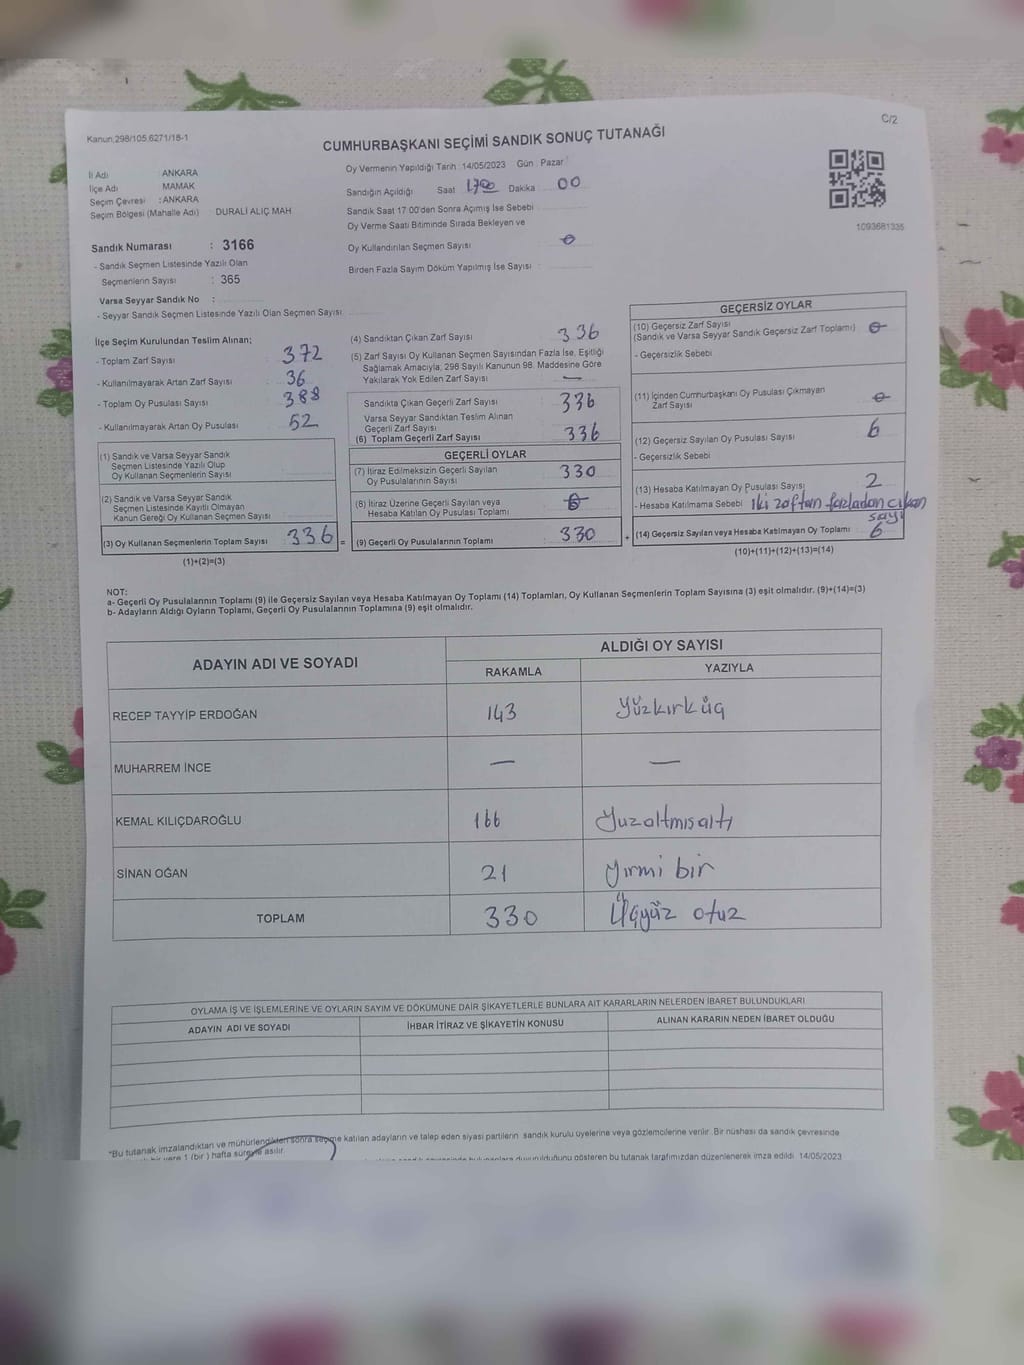 C/2
Kanun 298/105.6271/18-1
CUMHURBAŞKANI SEÇİMİ SANDIK SONUÇ TUTANAĞI
İl Adı ANKARA
İlçe Adı MAMAK
Seçim Çevresi : ANKARA
Seçim Bölgesi (Mahalle Adı) DURALİ ALIÇ MAH
Sandık Numarası : 3166
- Sandık Seçmen Listesinde Yazılı Olan
Seçmenlerin Sayısı : 365
Varsa Seyyar Sandık No :
- Seyyar Sandık Seçmen Listesinde Yazılı Olan Seçmen Sayısı
Oy Vermenin Yapıldığı Tarih : 14/05/2023 Gün : Pazar
Sandığın Açıldığı Saat 1700 Dakika 00
Sandık Saat 17:00'den Sonra Açılmış İse Sebebi
Oy Verme Saati Bitiminde Sırada Bekleyen ve
Oy Kullandırılan Seçmen Sayısı 0
Birden Fazla Sayım Döküm Yapılmış İse Sayısı :
1093681335
İlçe Seçim Kurulundan Teslim Alınan;
- Toplam Zarf Sayısı 372
- Kullanılmayarak Artan Zarf Sayısı 36
- Toplam Oy Pusulası Sayısı 388
- Kullanılmayarak Artan Oy Pusulası 52
(1) Sandık ve Varsa Seyyar Sandık
Seçmen Listesinde Yazılı Olup
Oy Kullanan Seçmenlerin Sayısı
(2) Sandık ve Varsa Seyyar Sandık
Seçmen Listesinde Kayıtlı Olmayan
Kanun Gereği Oy Kullanan Seçmen Sayısı
(3) Oy Kullanan Seçmenlerin Toplam Sayısı 336 =
(1)+(2)=(3)
(4) Sandıktan Çıkan Zarf Sayısı 336
(5) Zarf Sayısı Oy Kullanan Seçmen Sayısından Fazla İse, Eşitliği
Sağlamak Amacıyla, 298 Sayılı Kanunun 98. Maddesine Göre
Yakılarak Yok Edilen Zarf Sayısı —
Sandıkta Çıkan Geçerli Zarf Sayısı 336
Varsa Seyyar Sandıktan Teslim Alınan
Geçerli Zarf Sayısı
(6) Toplam Geçerli Zarf Sayısı 336
GEÇERLİ OYLAR
(7) İtiraz Edilmeksizin Geçerli Sayılan
Oy Pusulalarının Sayısı 330
(8) İtiraz Üzerine Geçerli Sayılan veya
Hesaba Katılan Oy Pusulası Toplamı
(9) Geçerli Oy Pusulalarının Toplamı 330 +
GEÇERSİZ OYLAR
(10) Geçersiz Zarf Sayısı
(Sandık ve Varsa Seyyar Sandık Geçersiz Zarf Toplamı) 0
- Geçersizlik Sebebi
(11) İçinden Cumhurbaşkanı Oy Pusulası Çıkmayan
Zarf Sayısı 0
(12) Geçersiz Sayılan Oy Pusulası Sayısı 6
- Geçersizlik Sebebi
(13) Hesaba Katılmayan Oy Pusulası Sayısı 2
- Hesaba Katılmama Sebebi iki zaftan fazladan çıkan
sayı
(14) Geçersiz Sayılan veya Hesaba Katılmayan Oy Toplamı 6
(10)+(11)+(12)+(13)=(14)
NOT:
a- Geçerli Oy Pusulalarının Toplamı (9) ile Geçersiz Sayılan veya Hesaba Katılmayan Oy Toplamı (14) Toplamları, Oy Kullanan Seçmenlerin Toplam Sayısına (3) eşit olmalıdır. (9)+(14)=(3)
b- Adayların Aldığı Oyların Toplamı, Geçerli Oy Pusulalarının Toplamına (9) eşit olmalıdır.
ADAYIN ADI VE SOYADI ALDIĞI OY SAYISI
RAKAMLA YAZIYLA
RECEP TAYYİP ERDOĞAN 143 Yüzkırküç
MUHARREM İNCE — —
KEMAL KILIÇDAROĞLU 166 Yuzaltmısaltı
SİNAN OĞAN 21 Yırmi bir
TOPLAM 330 Üçyüz otuz
OYLAMA İŞ VE İŞLEMLERİNE VE OYLARIN SAYIM VE DÖKÜMÜNE DAİR ŞİKAYETLERLE BUNLARA AİT KARARLARIN NELERDEN İBARET BULUNDUKLARI
ADAYIN ADI VE SOYADI İHBAR İTİRAZ VE ŞİKAYETİN KONUSU ALINAN KARARIN NEDEN İBARET OLDUĞU
*Bu tutanak imzalandıktan ve mühürlendikten sonra seçime katılan adayların ve talep eden siyasi partilerin sandık kurulu üyelerine veya gözlemcilerine verilir. Bir nüshası da sandık çevresinde
1 (bir ) hafta süreyle asılır.
bu tutanak tarafımızdan düzenlenerek imza edildi. 14/05/2023